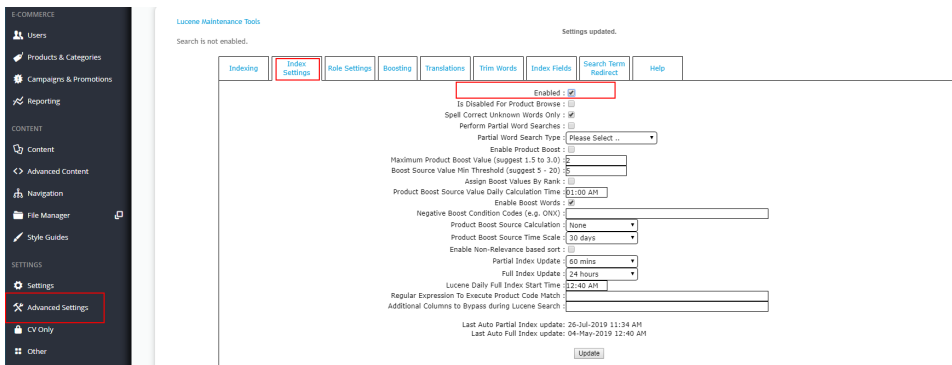 E-COMMERCE
Users
Products & Categories
Campaigns & Promotions
Reporting
CONTENT
Content
Advanced Content
Navigation
File Manager
Style Guides
SETTINGS
Settings
Advanced Settings
CV Only
Other
Lucene Maintenance Tools
Settings updated.
Search is not enabled.
Indexing
Index Settings
Role Settings
Boosting
Translations
Trim Words
Index Fields
Search Term Redirect
Help
Enabled :
Is Disabled For Product Browse :
Spell Correct Unknown Words Only :
Perform Partial Word Searches :
Partial Word Search Type : Please Select ..
Enable Product Boost :
Maximum Product Boost Value (suggest 1.5 to 3.0) : 2
Boost Source Value Min Threshold (suggest 5 - 20) : 5
Assign Boost Values By Rank :
Product Boost Source Value Daily Calculation Time : 01:00 AM
Enable Boost Words :
Negative Boost Condition Codes (e.g. ONX) :
Product Boost Source Calculation : None
Product Boost Source Time Scale : 30 days
Enable Non-Relevance based sort :
Partial Index Update : 60 mins
Full Index Update : 24 hours
Lucene Daily Full Index Start Time : 12:40 AM
Regular Expression To Execute Product Code Match :
Additional Columns to Bypass during Lucene Search :
Last Auto Partial Index update: 26-Jul-2019 11:34 AM
Last Auto Full Index update: 04-May-2019 12:40 AM
Update